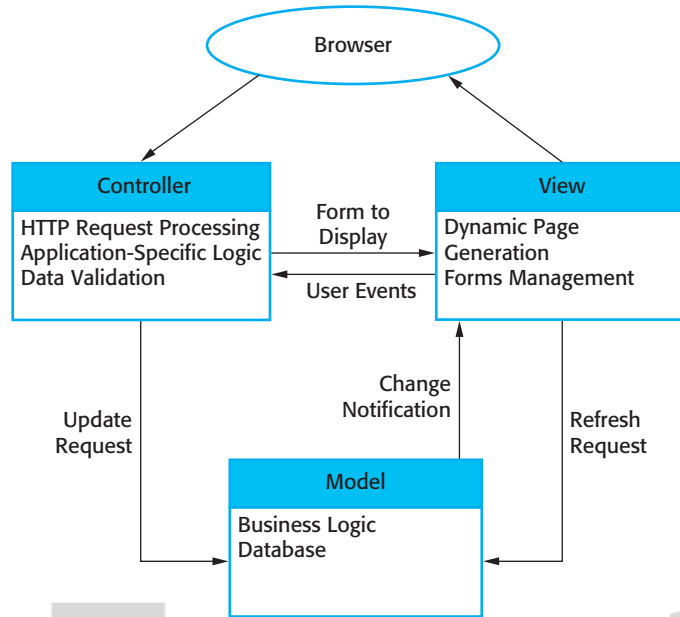 Browser
Controller
HTTP Request Processing
Application-Specific Logic
Data Validation
Form to
Display
User Events
View
Dynamic Page
Generation
Forms Management
Update
Request
Change
Notification
Refresh
Request
Model
Business Logic
Database